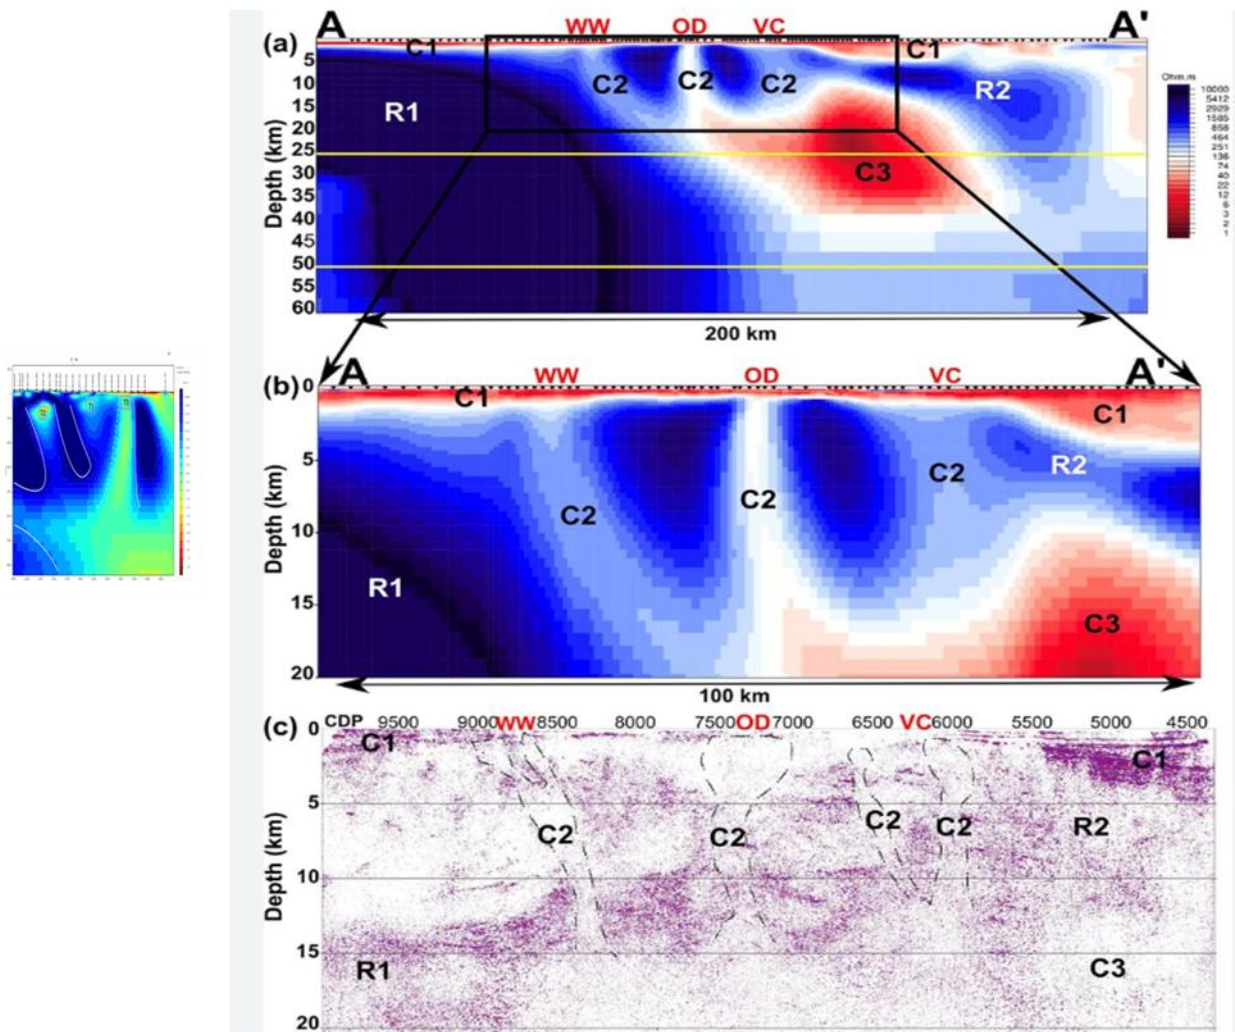 A A'
WW OD VC
(a)
C1 C1
5
10
15
20
25
30
35
40
45
50
55
60
Depth (km)
C2 C2 C2
R1 R2
C3
Ohm.m
10000
5412
2929
1585
858
464
251
136
74
40
22
12
6
3
2
1
200 km
(b)
A A'
WW OD VC
0
5
10
15
20
Depth (km)
C1 C1
C2 C2 C2
R1 R2
C3
100 km
(c)
CDP 9500 9000 WW 8500 8000 7500 OD 7000 6500 VC 6000 5500 5000 4500
0
5
10
15
20
Depth (km)
C1 C1
C2 C2 C2 C2 R2
R1 C3